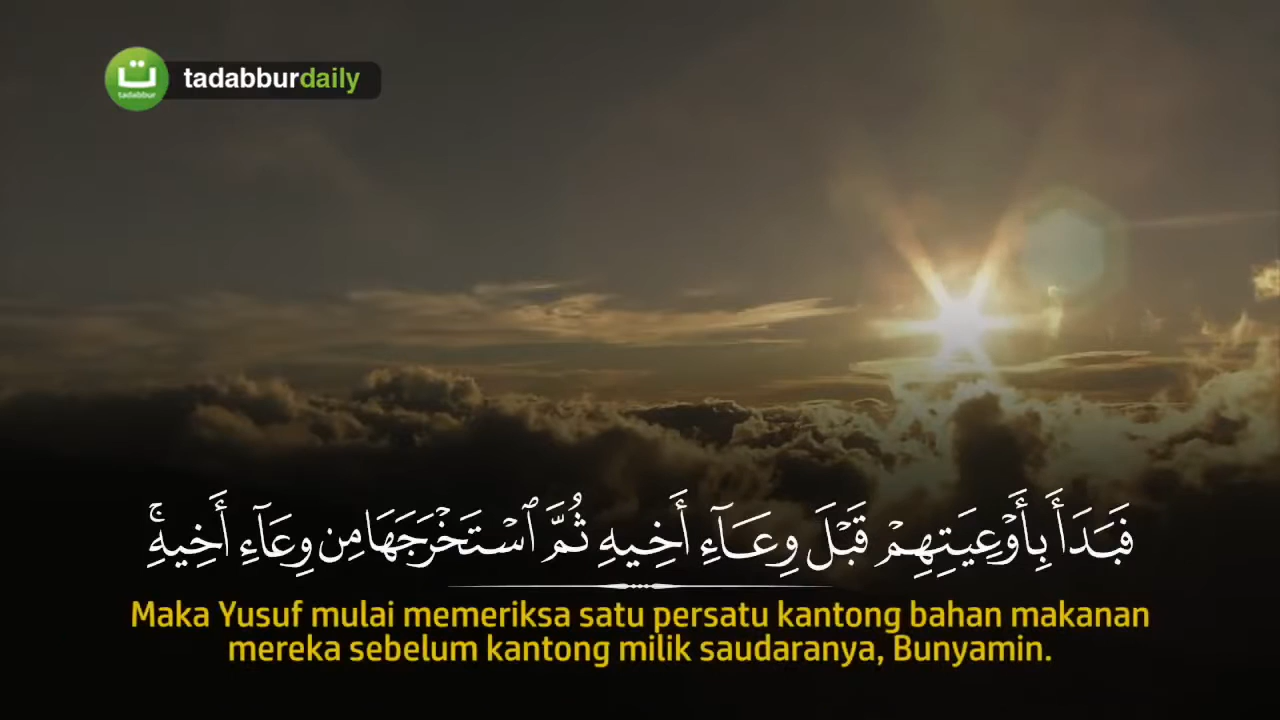 ت
tadabbur
tadabburdaily
فَبَدَأَ بِأَوْعِيَتِهِمْ قَبْلَ وِعَآءِ أَخِيهِ ثُمَّ ٱسْتَخْرَجَهَا مِن وِعَآءِ أَخِيهِۚ
Maka Yusuf mulai memeriksa satu persatu kantong bahan makanan
mereka sebelum kantong milik saudaranya, Bunyamin.